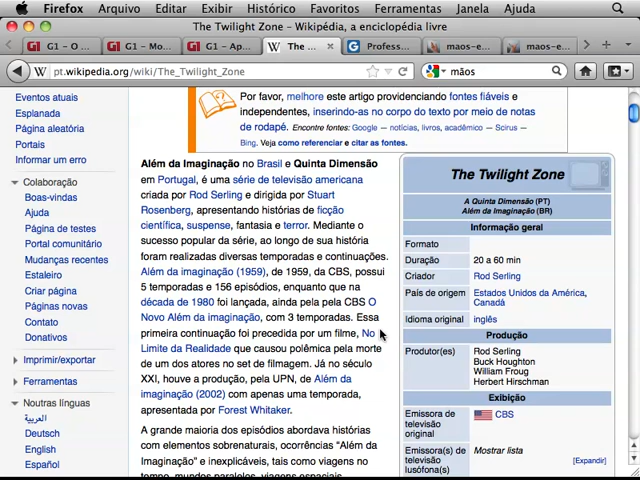 Firefox Arquivo Editar Exibir Histórico Favoritos Ferramentas Janela Ajuda
The Twilight Zone – Wikipédia, a enciclopédia livre
G1 - O ... G1 - Mo... G1 - Ap... The ... Profess... maos-e... maos-e...
pt.wikipedia.org/wiki/The_Twilight_Zone
mãos
Eventos atuais
Esplanada
Página aleatória
Portais
Informar um erro
Colaboração
Boas-vindas
Ajuda
Página de testes
Portal comunitário
Mudanças recentes
Estaleiro
Criar página
Páginas novas
Contato
Donativos
Imprimir/exportar
Ferramentas
Noutras línguas
العربية
Deutsch
English
Español
Por favor, melhore este artigo providenciando fontes fiáveis e
independentes, inserindo-as no corpo do texto por meio de notas
de rodapé. Encontre fontes: Google — notícias, livros, acadêmico — Scirus —
Bing. Veja como referenciar e citar as fontes.
Além da Imaginação no Brasil e Quinta Dimensão
em Portugal, é uma série de televisão americana
criada por Rod Serling e dirigida por Stuart
Rosenberg, apresentando histórias de ficção
científica, suspense, fantasia e terror. Mediante o
sucesso popular da série, ao longo de sua história
foram realizadas diversas temporadas e continuações.
Além da imaginação (1959), de 1959, da CBS, possui
5 temporadas e 156 episódios, enquanto que na
década de 1980 foi lançada, ainda pela pela CBS O
Novo Além da imaginação, com 3 temporadas. Essa
primeira continuação foi precedida por um filme, No
Limite da Realidade que causou polêmica pela morte
de um dos atores no set de filmagem. Já no século
XXI, houve a produção, pela UPN, de Além da
imaginação (2002) com apenas uma temporada,
apresentada por Forest Whitaker.
A grande maioria dos episódios abordava histórias
com elementos sobrenaturais, ocorrências “Além da
Imaginação” e inexplicáveis, tais como viagens no
tempo, mundos paralelos, viagens espaciais,
The Twilight Zone
A Quinta Dimensão (PT)
Além da Imaginação (BR)
Informação geral
Formato
Duração 20 a 60 min
Criador Rod Serling
País de origem Estados Unidos da América,
Canadá
Idioma original inglês
Produção
Produtor(es) Rod Serling
Buck Houghton
William Froug
Herbert Hirschman
Exibição
Emissora de
televisão
original
CBS
Emissora(s) de
televisão
lusófona(s)
Mostrar lista
[Expandir]